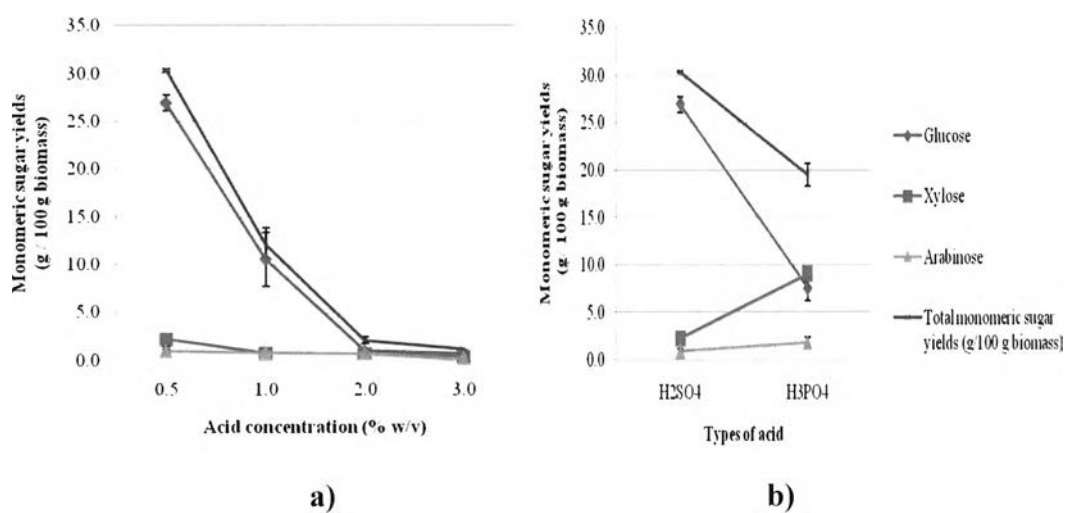 Monomeric sugar yields
(g / 100 g biomass)
35.0
30.0
25.0
20.0
15.0
10.0
5.0
0.0
0.5 1.0 2.0 3.0
Acid concentration (% w/v)
a)
Monomeric sugar yields
(g / 100 g biomass)
35.0
30.0
25.0
20.0
15.0
10.0
5.0
0.0
H2SO4 H3PO4
Types of acid
b)
Glucose
Xylose
Arabinose
Total monomeric sugar
yields (g/100 g biomass)